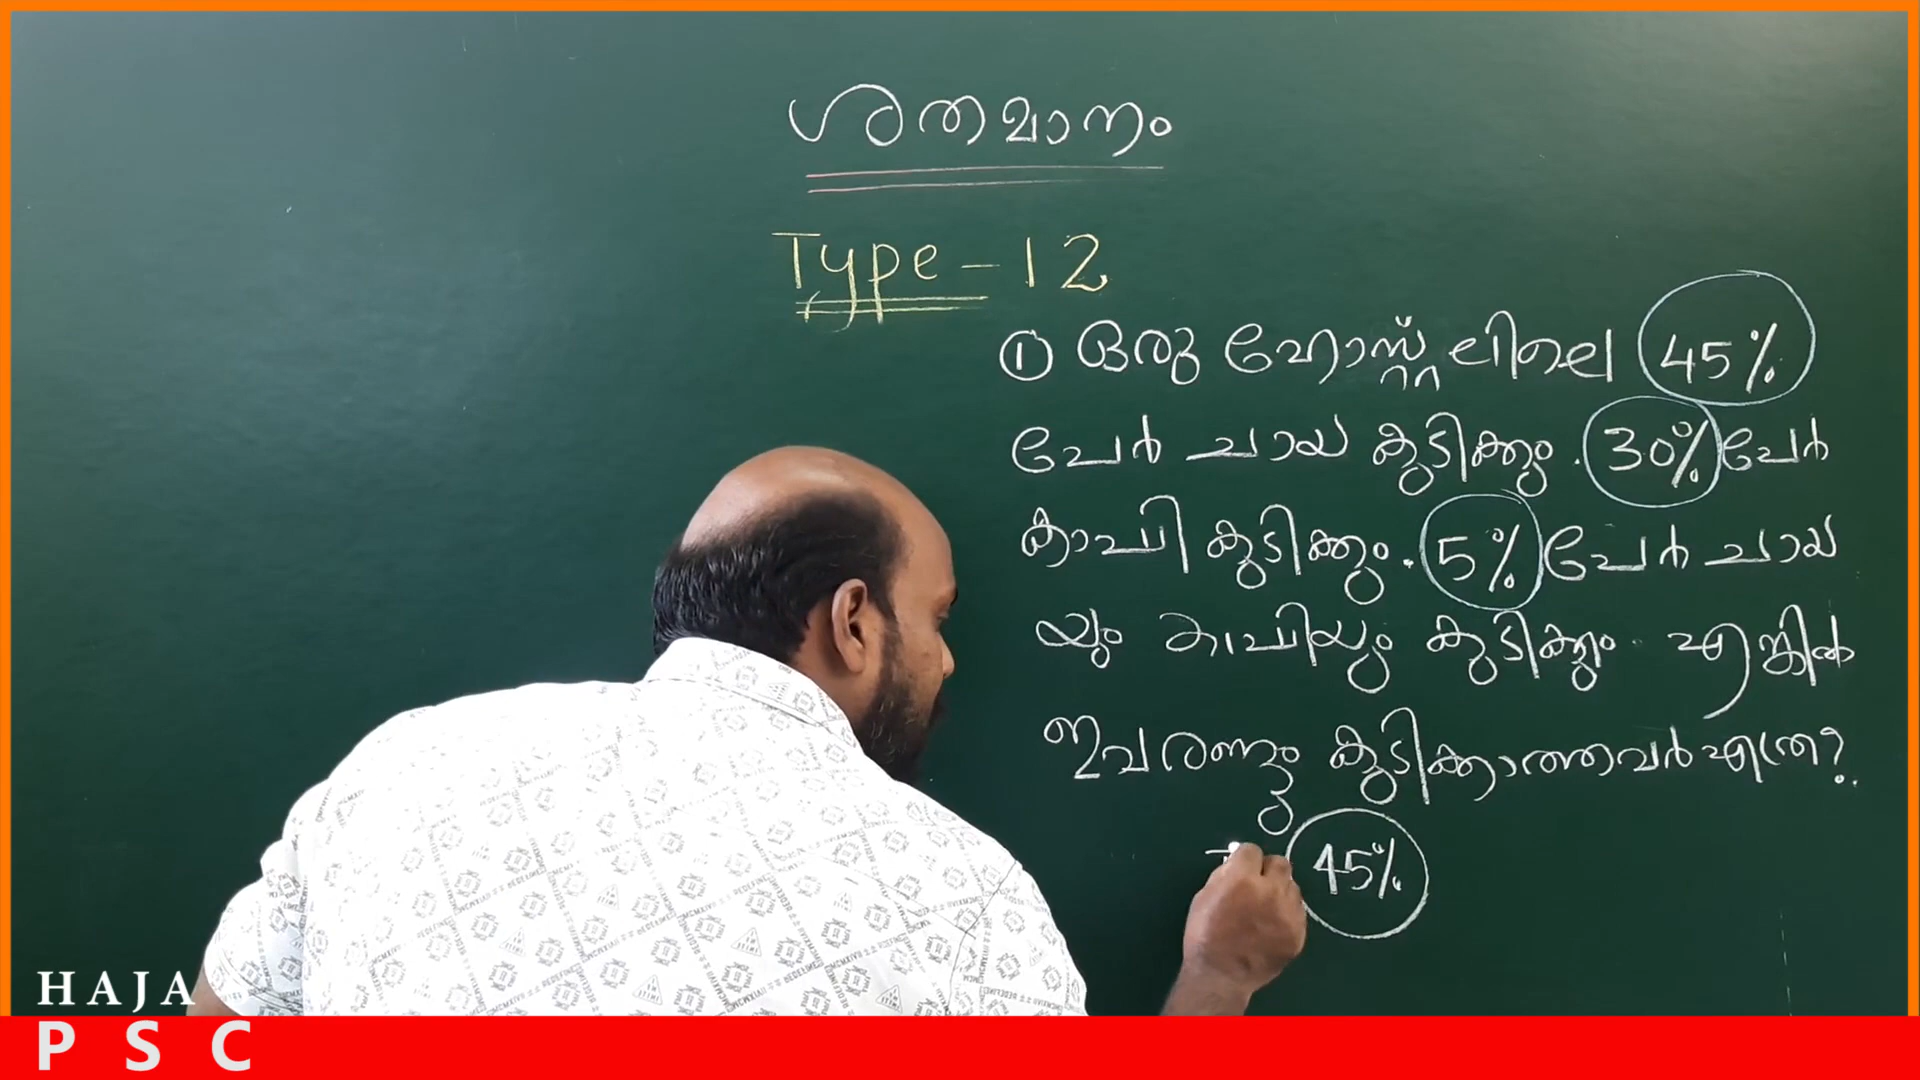 ശതമാനം
Type-12
① ഒരു ഹോസ്റ്റലിലെ 45%
പേർ ചായ കുടിക്കും. 30% പേർ
കാപ്പി കുടിക്കും. 5% പേർ ചായ
യും കാപ്പിയും കുടിക്കും. എങ്കിൽ
ഇവ രണ്ടും കുടിക്കാത്തവർ എത്ര?
45%
HAJA
PSC